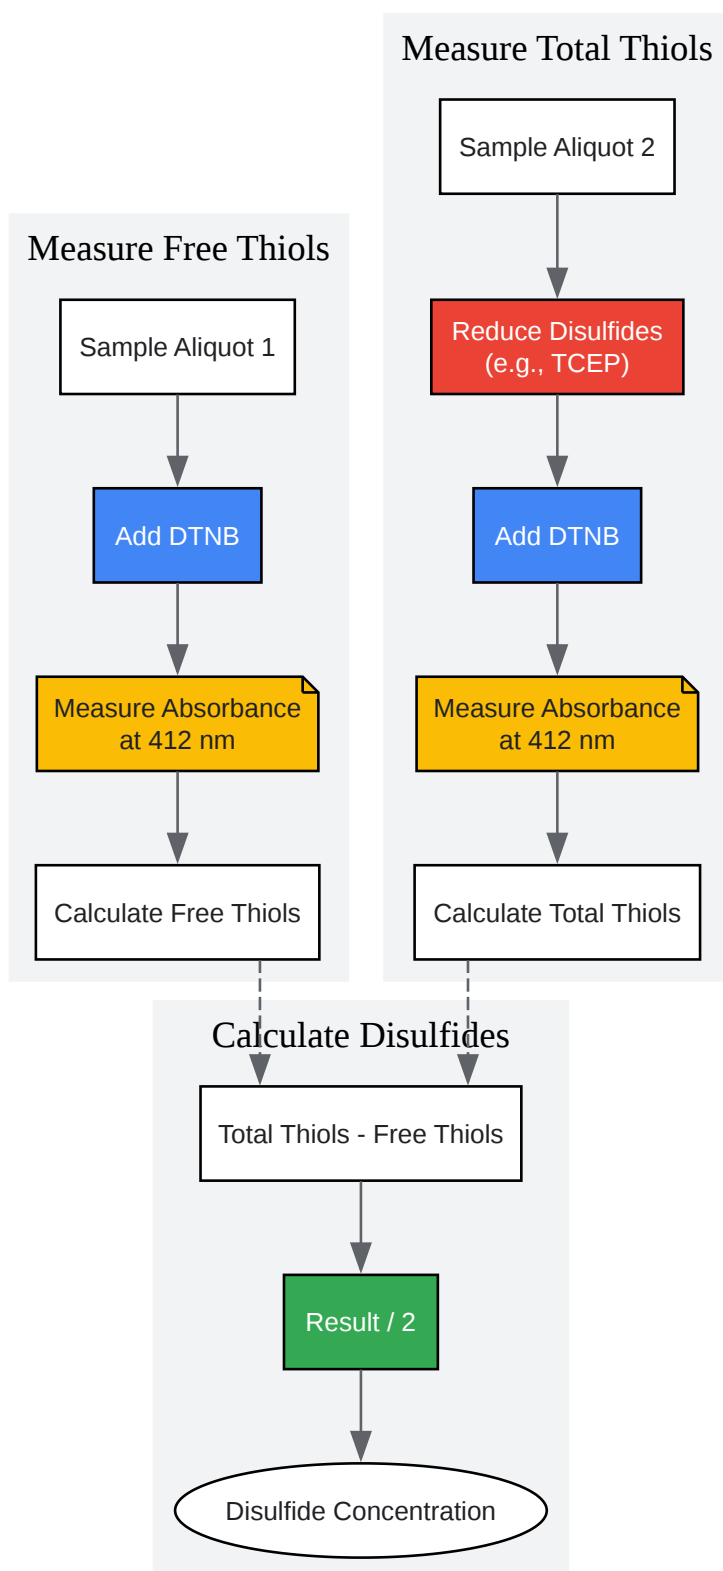 Measure Free Thiols
Sample Aliquot 1
Add DTNB
Measure Absorbance
at 412 nm
Calculate Free Thiols
Measure Total Thiols
Sample Aliquot 2
Reduce Disulfides
(e.g., TCEP)
Add DTNB
Measure Absorbance
at 412 nm
Calculate Total Thiols
Calculate Disulfides
Total Thiols - Free Thiols
Result / 2
Disulfide Concentration